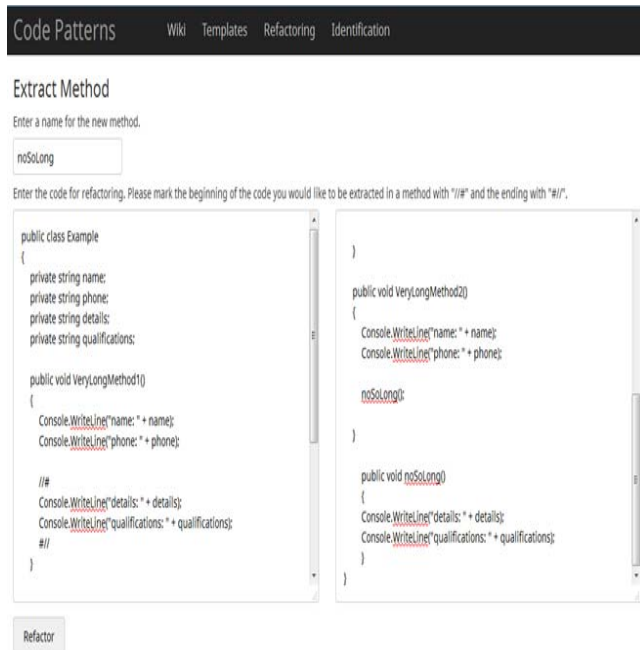 Code Patterns Wiki Templates Refactoring Identification
Extract Method
Enter a name for the new method.
noSoLong
Enter the code for refactoring. Please mark the beginning of the code you would like to be extracted in a method with "//#" and the ending with "#//".
public class Example
{
private string name;
private string phone;
private string details;
private string qualifications;
public void VeryLongMethod1()
{
Console.WriteLine("name: " + name);
Console.WriteLine("phone: " + phone);
//#
Console.WriteLine("details: " + details);
Console.WriteLine("qualifications: " + qualifications);
#//
}
}
public void VeryLongMethod2()
{
Console.WriteLine("name: " + name);
Console.WriteLine("phone: " + phone);
noSoLong();
}
public void noSoLong()
{
Console.WriteLine("details: " + details);
Console.WriteLine("qualifications: " + qualifications);
}
}
Refactor